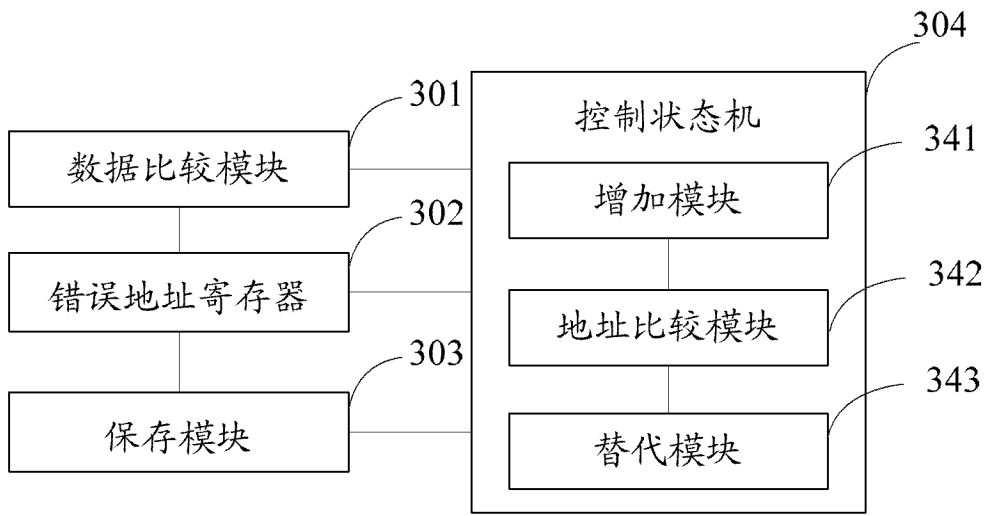 304
301
控制状态机
数据比较模块
341
增加模块
302
错误地址寄存器
342
地址比较模块
303
保存模块
343
替代模块